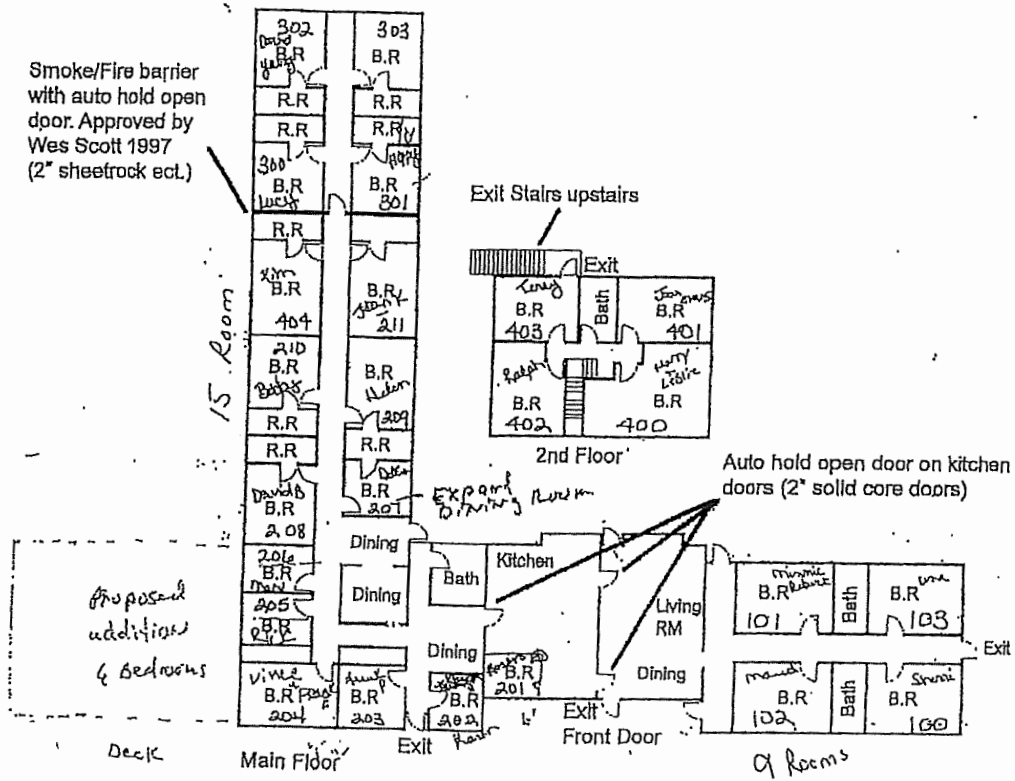 302
303
David
B.R
B.R
Smoke/Fire barrier
with auto hold open
door. Approved by
Wes Scott 1997
(2" sheetrock ect.)
R.R
R.R
R.R
R.R
300
B.R
B.R
Lucy
301
Exit Stairs upstairs
R.R
Exit
Kim
B.R
B.R
404
211
Terry
B.R
Bath
B.R
403
401
15 Room
210
B.R
B.R
Helen
209
Ralph
B.R
B.R
402
400
R.R
R.R
R.R
2nd Floor
Auto hold open door on kitchen
doors (2" solid core doors)
David B
B.R
208
B.R
207
Expand
Dining Room
Dining
Kitchen
206
B.R
Bath
Dining
205
B.R
Proposed
addition
4 Bedrooms
Living
RM
Minnie
B.R
101
Bath
B.R
103
Exit
Dining
Dining
Vince
B.R
204
B.R
203
B.R
202
Karen
B.R
201
B.R
102
Bath
B.R
100
Exit
Front Door
Exit
Deck
Main Floor
9 Rooms